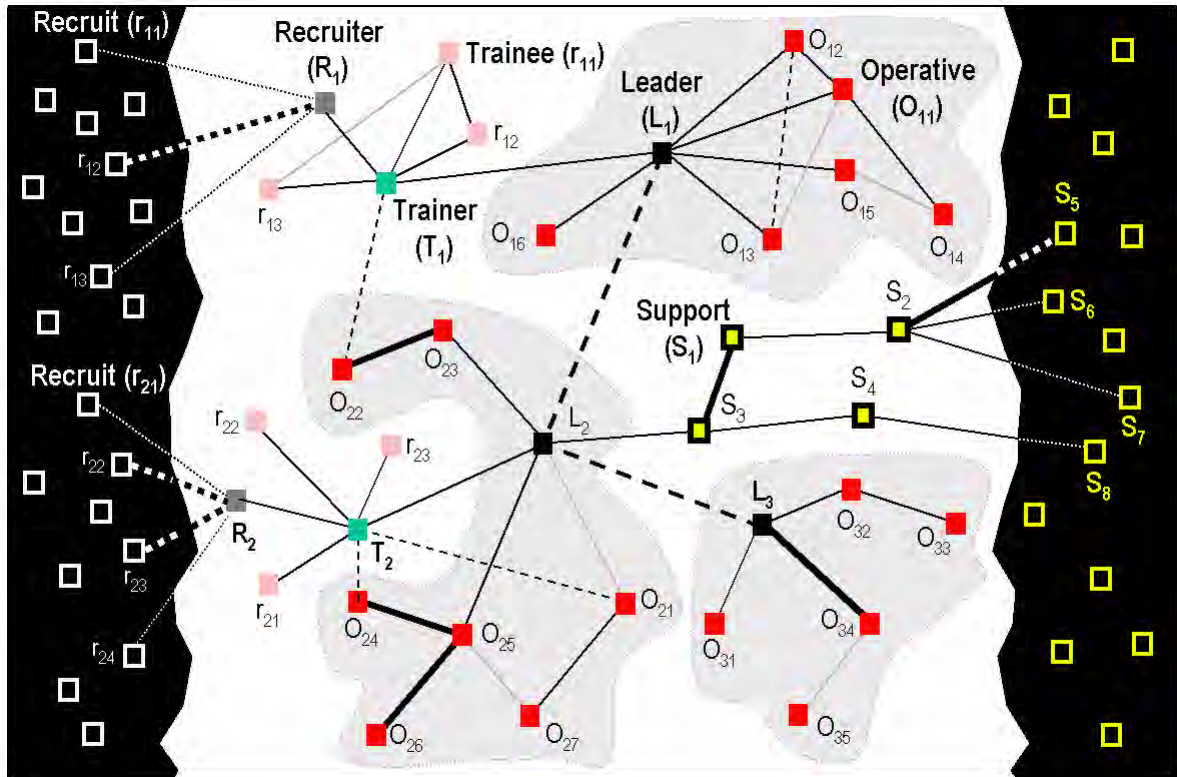 Recruit (r₁₁)
Recruiter
(R₁)
Trainee (r₁₁)
Leader
(L₁)
O₁₂
Operative
(O₁₁)
r₁₂
r₁₂
r₁₃
Trainer
(T₁)
O₁₆
O₁₃
O₁₅
O₁₄
S₅
r₁₃
Support
(S₁)
S₂
S₆
O₂₃
O₂₂
Recruit (r₂₁)
S₄
S₃
S₇
r₂₂
L₂
r₂₃
r₂₂
S₈
R₂
L₃
O₃₂
O₃₃
T₂
r₂₃
r₂₁
O₂₄
O₂₅
O₂₁
O₃₁
O₃₄
r₂₄
O₂₆
O₂₇
O₃₅